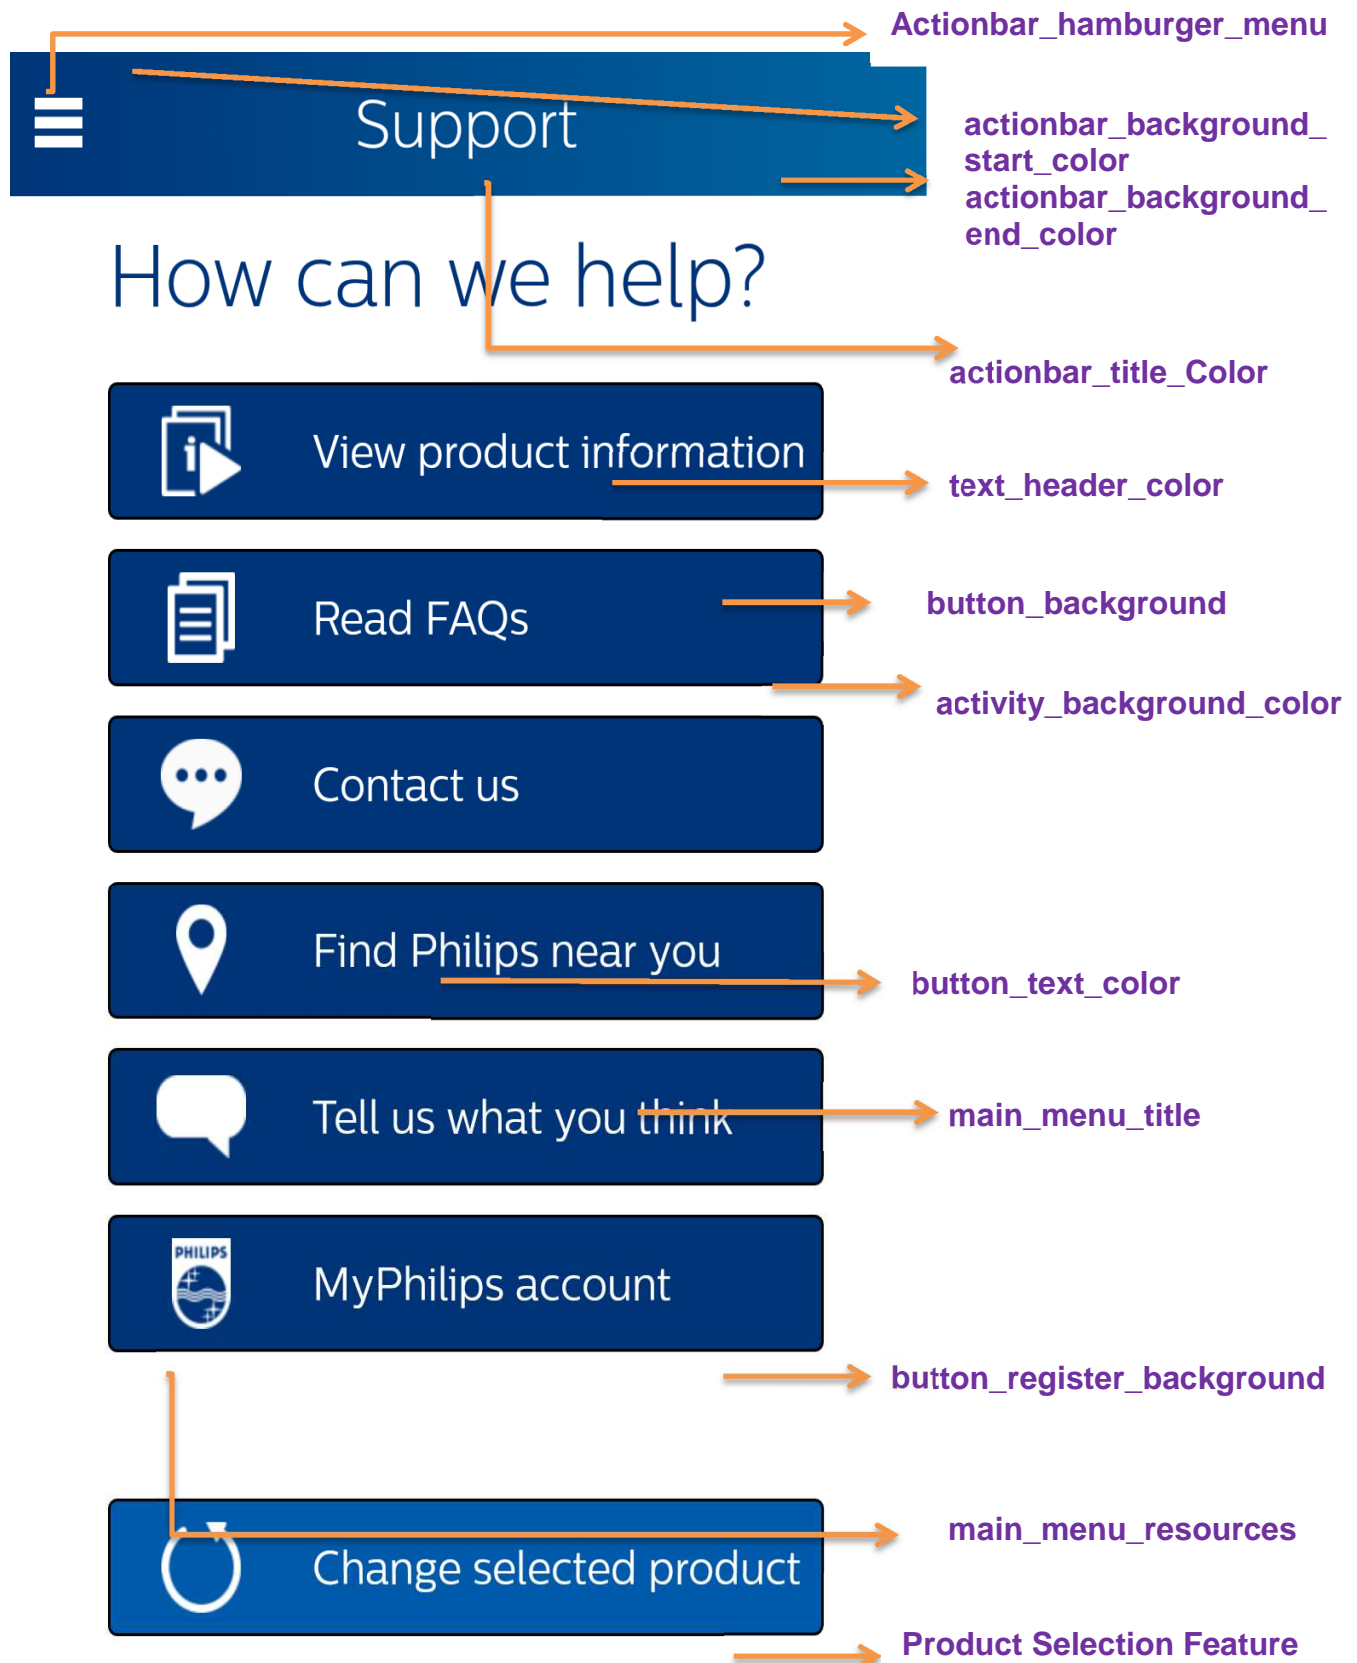 Actionbar_hamburger_menu
Support
actionbar_background_
start_color
actionbar_background_
end_color
How can we help?
actionbar_title_Color
View product information
text_header_color
Read FAQs
button_background
activity_background_color
Contact us
Find Philips near you
button_text_color
Tell us what you think
main_menu_title
PHILIPS
MyPhilips account
button_register_background
main_menu_resources
Change selected product
Product Selection Feature